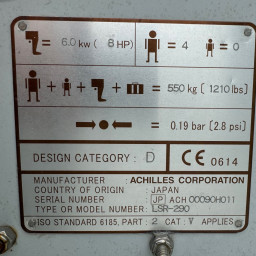 = 6.0 kw ( 8 HP)
= 4
= 0
+ + + = 550 kg [ 1210 lbs]
= 0.19 bar [2.8 psi]
DESIGN CATEGORY: D
CE 0614
MANUFACTURER : ACHILLES CORPORATION
COUNTRY OF ORIGIN : JAPAN
SERIAL NUMBER : JP ACH 00090H011
TYPE OR MODEL NUMBER: LSR-290
ISO STANDARD 6185, PART: 2 CAT: V APPLIES